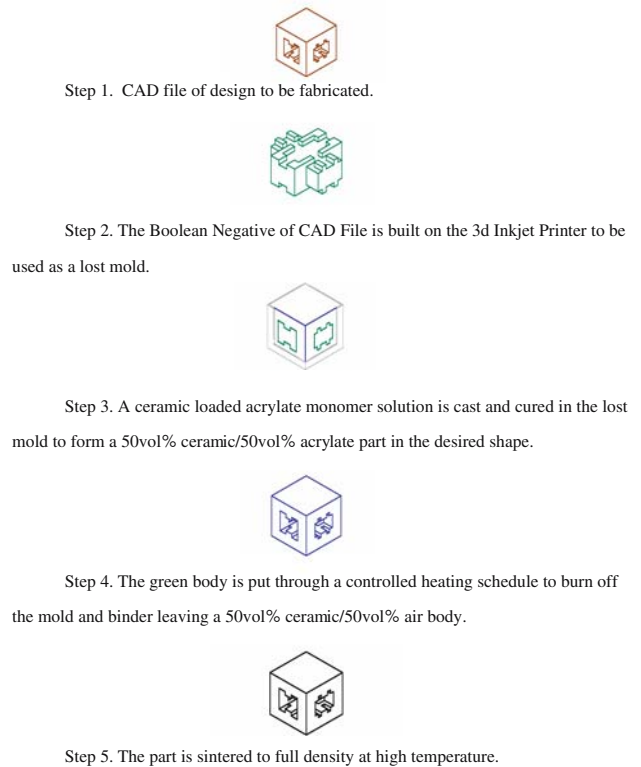 Step 1.  CAD file of design to be fabricated.
Step 2. The Boolean Negative of CAD File is built on the 3d Inkjet Printer to be
used as a lost mold.
Step 3. A ceramic loaded acrylate monomer solution is cast and cured in the lost
mold to form a 50vol% ceramic/50vol% acrylate part in the desired shape.
Step 4. The green body is put through a controlled heating schedule to burn off
the mold and binder leaving a 50vol% ceramic/50vol% air body.
Step 5. The part is sintered to full density at high temperature.